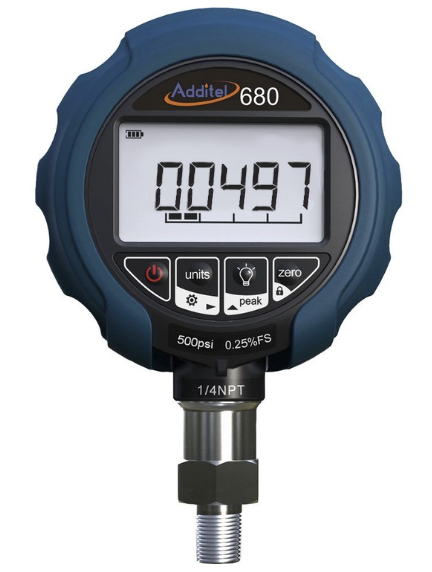 Additel 680
00497
units
zero
peak
500psi 0.25%FS
1/4NPT